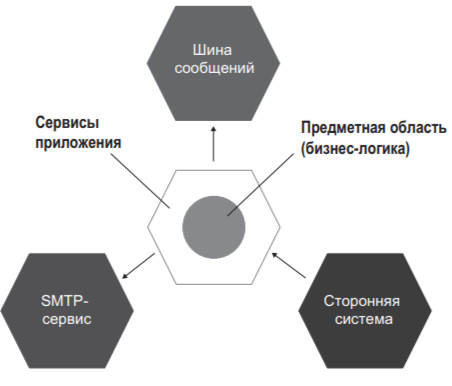 Шина
сообщений
Сервисы
приложения
Предметная область
(бизнес-логика)
SMTP-
сервис
Сторонняя
система